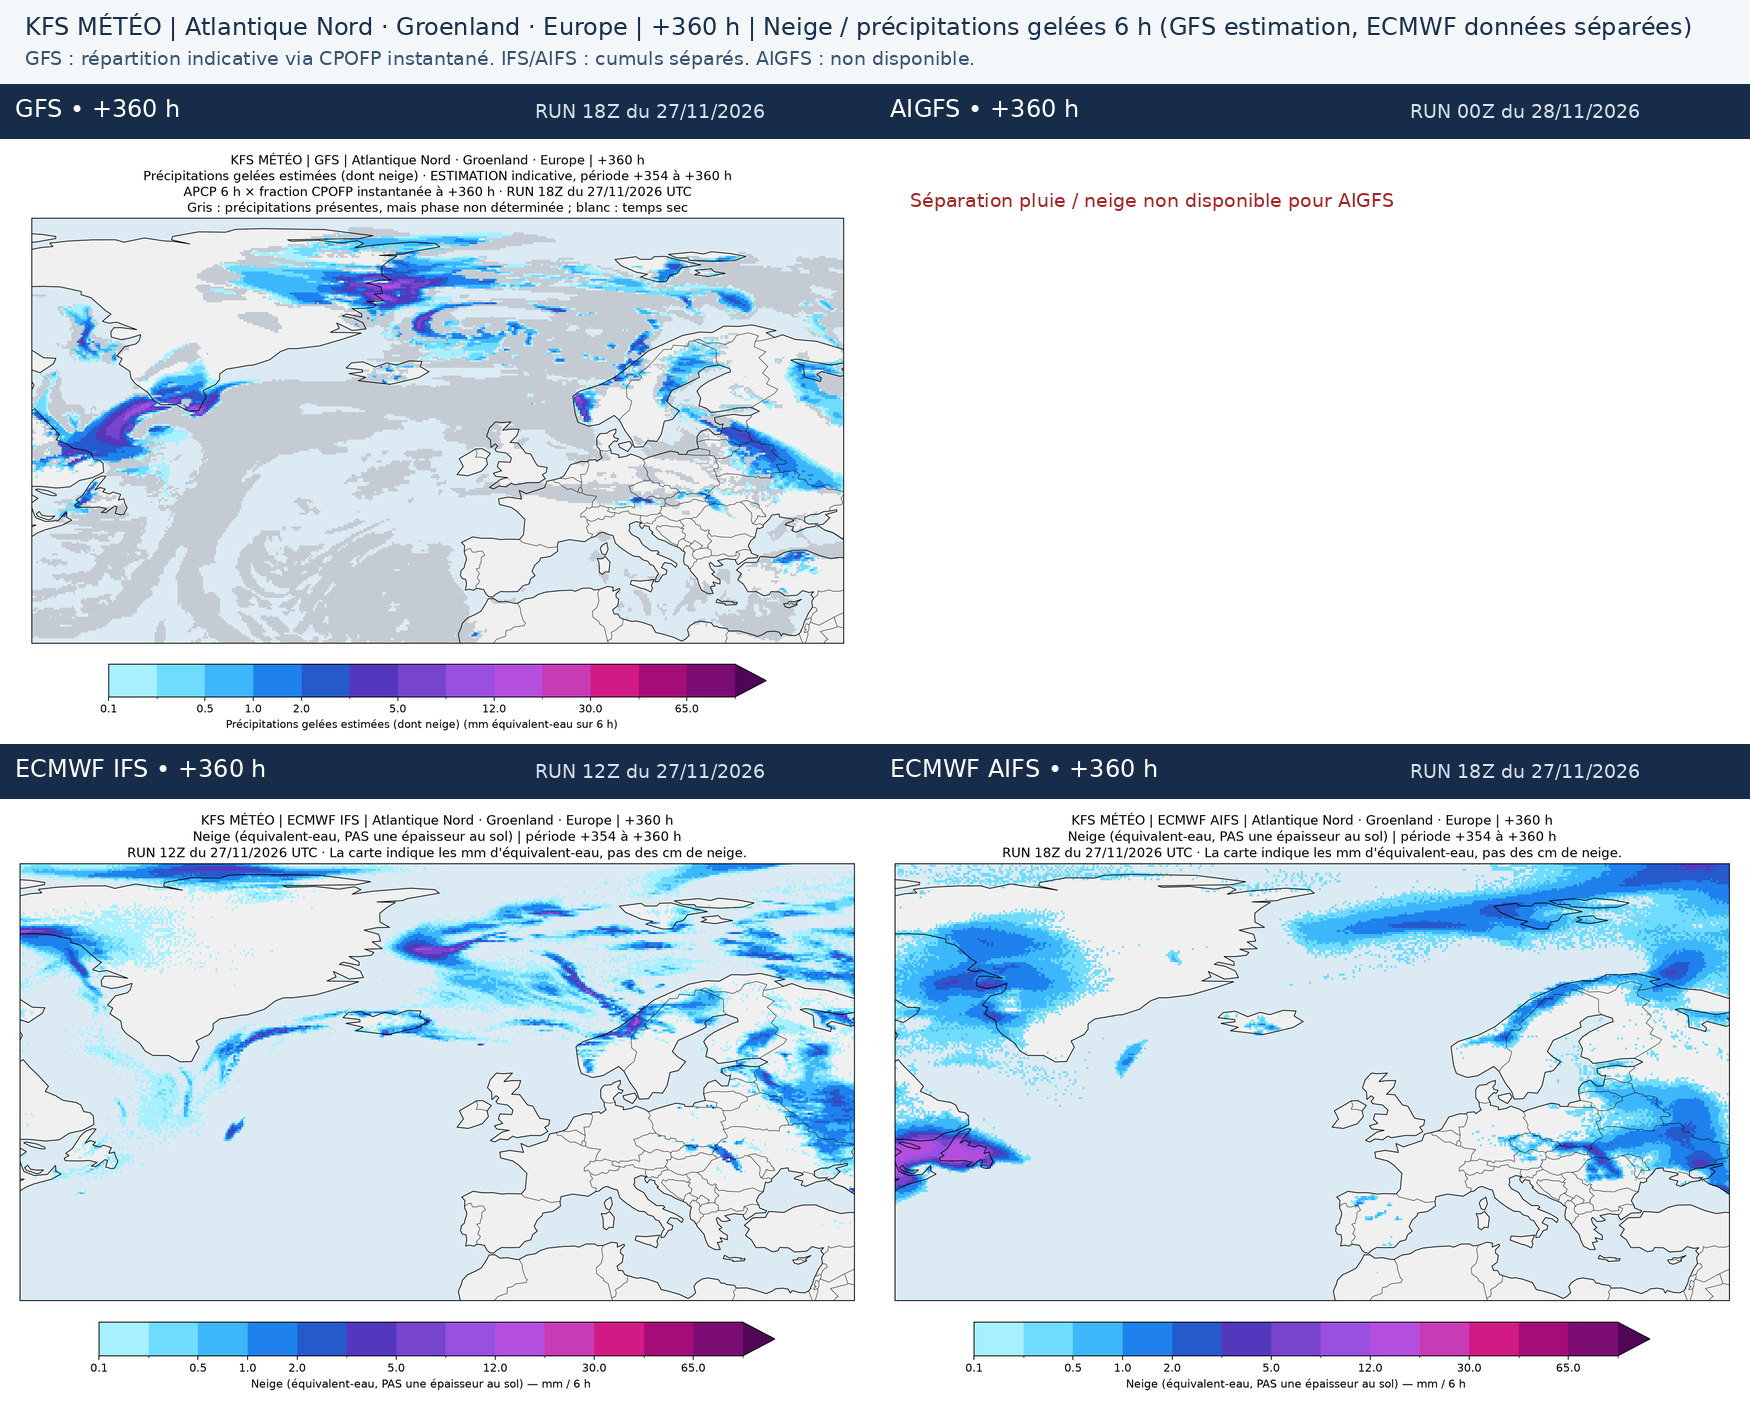 KFS MÉTÉO | Atlantique Nord · Groenland · Europe | +360 h | Neige / précipitations gelées 6 h (GFS estimation, ECMWF données séparées)
GFS : répartition indicative via CPOFP instantané. IFS/AIFS : cumuls séparés. AIGFS : non disponible.
GFS • +360 h
RUN 18Z du 27/11/2026
KFS MÉTÉO | GFS | Atlantique Nord · Groenland · Europe | +360 h
Précipitations gelées estimées (dont neige) · ESTIMATION indicative, période +354 à +360 h
APCP 6 h × fraction CPOFP instantanée à +360 h · RUN 18Z du 27/11/2026 UTC
Gris : précipitations présentes, mais phase non déterminée ; blanc : temps sec
0.1 0.5 1.0 2.0 5.0 12.0 30.0 65.0
Précipitations gelées estimées (dont neige) (mm équivalent-eau sur 6 h)
AIGFS • +360 h
RUN 00Z du 28/11/2026
Séparation pluie / neige non disponible pour AIGFS
ECMWF IFS • +360 h
RUN 12Z du 27/11/2026
KFS MÉTÉO | ECMWF IFS | Atlantique Nord · Groenland · Europe | +360 h
Neige (équivalent-eau, PAS une épaisseur au sol) | période +354 à +360 h
RUN 12Z du 27/11/2026 UTC · La carte indique les mm d'équivalent-eau, pas des cm de neige.
0.1 0.5 1.0 2.0 5.0 12.0 30.0 65.0
Neige (équivalent-eau, PAS une épaisseur au sol) — mm / 6 h
ECMWF AIFS • +360 h
RUN 18Z du 27/11/2026
KFS MÉTÉO | ECMWF AIFS | Atlantique Nord · Groenland · Europe | +360 h
Neige (équivalent-eau, PAS une épaisseur au sol) | période +354 à +360 h
RUN 18Z du 27/11/2026 UTC · La carte indique les mm d'équivalent-eau, pas des cm de neige.
0.1 0.5 1.0 2.0 5.0 12.0 30.0 65.0
Neige (équivalent-eau, PAS une épaisseur au sol) — mm / 6 h